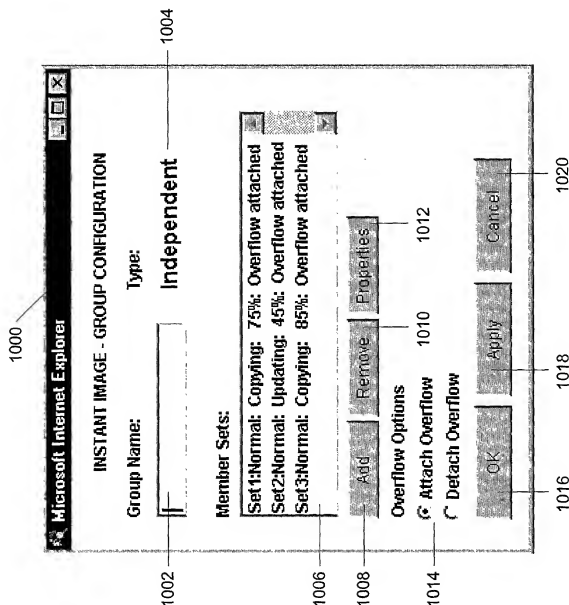 1000
Microsoft Internet Explorer
INSTANT IMAGE - GROUP CONFIGURATION
Group Name:
Type:
1002
Independent
1004
Member Sets:
Set1:Normal: Copying: 75%: Overflow attached
Set2:Normal: Updating: 45%: Overflow attached
Set3:Normal: Copying: 85%: Overflow attached
1006
Add
Remove
Properties
1008
1010
1012
Overflow Options
Attach Overflow
Detach Overflow
1014
OK
Apply
Cancel
1016
1018
1020